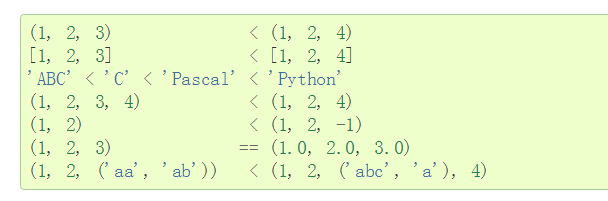 (1, 2, 3)              < (1, 2, 4)
[1, 2, 3]              < [1, 2, 4]
'ABC' < 'C' < 'Pascal' < 'Python'
(1, 2, 3, 4)           < (1, 2, 4)
(1, 2)                 < (1, 2, -1)
(1, 2, 3)             == (1.0, 2.0, 3.0)
(1, 2, ('aa', 'ab'))   < (1, 2, ('abc', 'a'), 4)